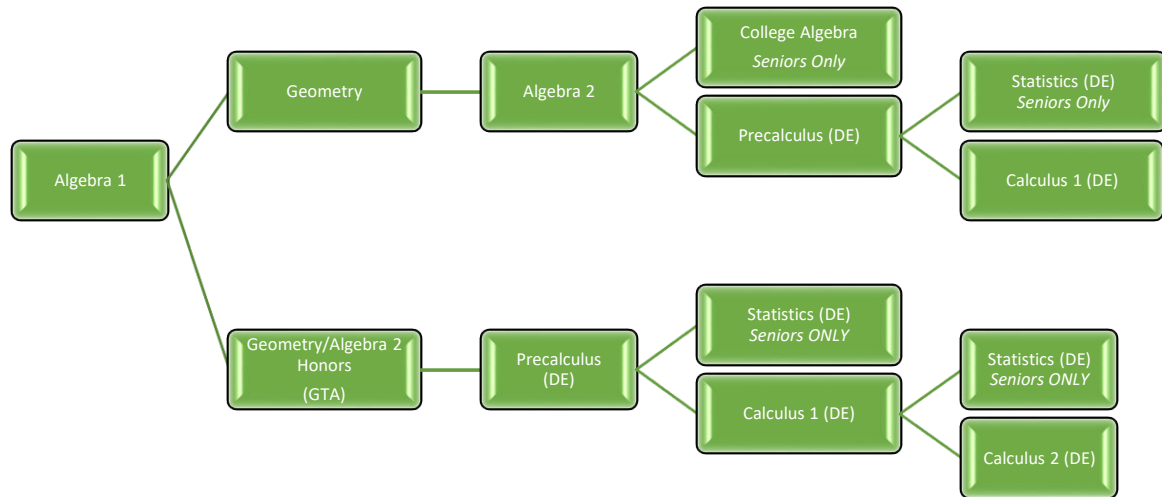 College Algebra
Seniors Only
Geometry
Algebra 2
Statistics (DE)
Seniors Only
Precalculus (DE)
Algebra 1
Calculus 1 (DE)
Statistics (DE)
Seniors ONLY
Geometry/Algebra 2
Honors
(GTA)
Precalculus
(DE)
Statistics (DE)
Seniors ONLY
Calculus 1 (DE)
Calculus 2 (DE)